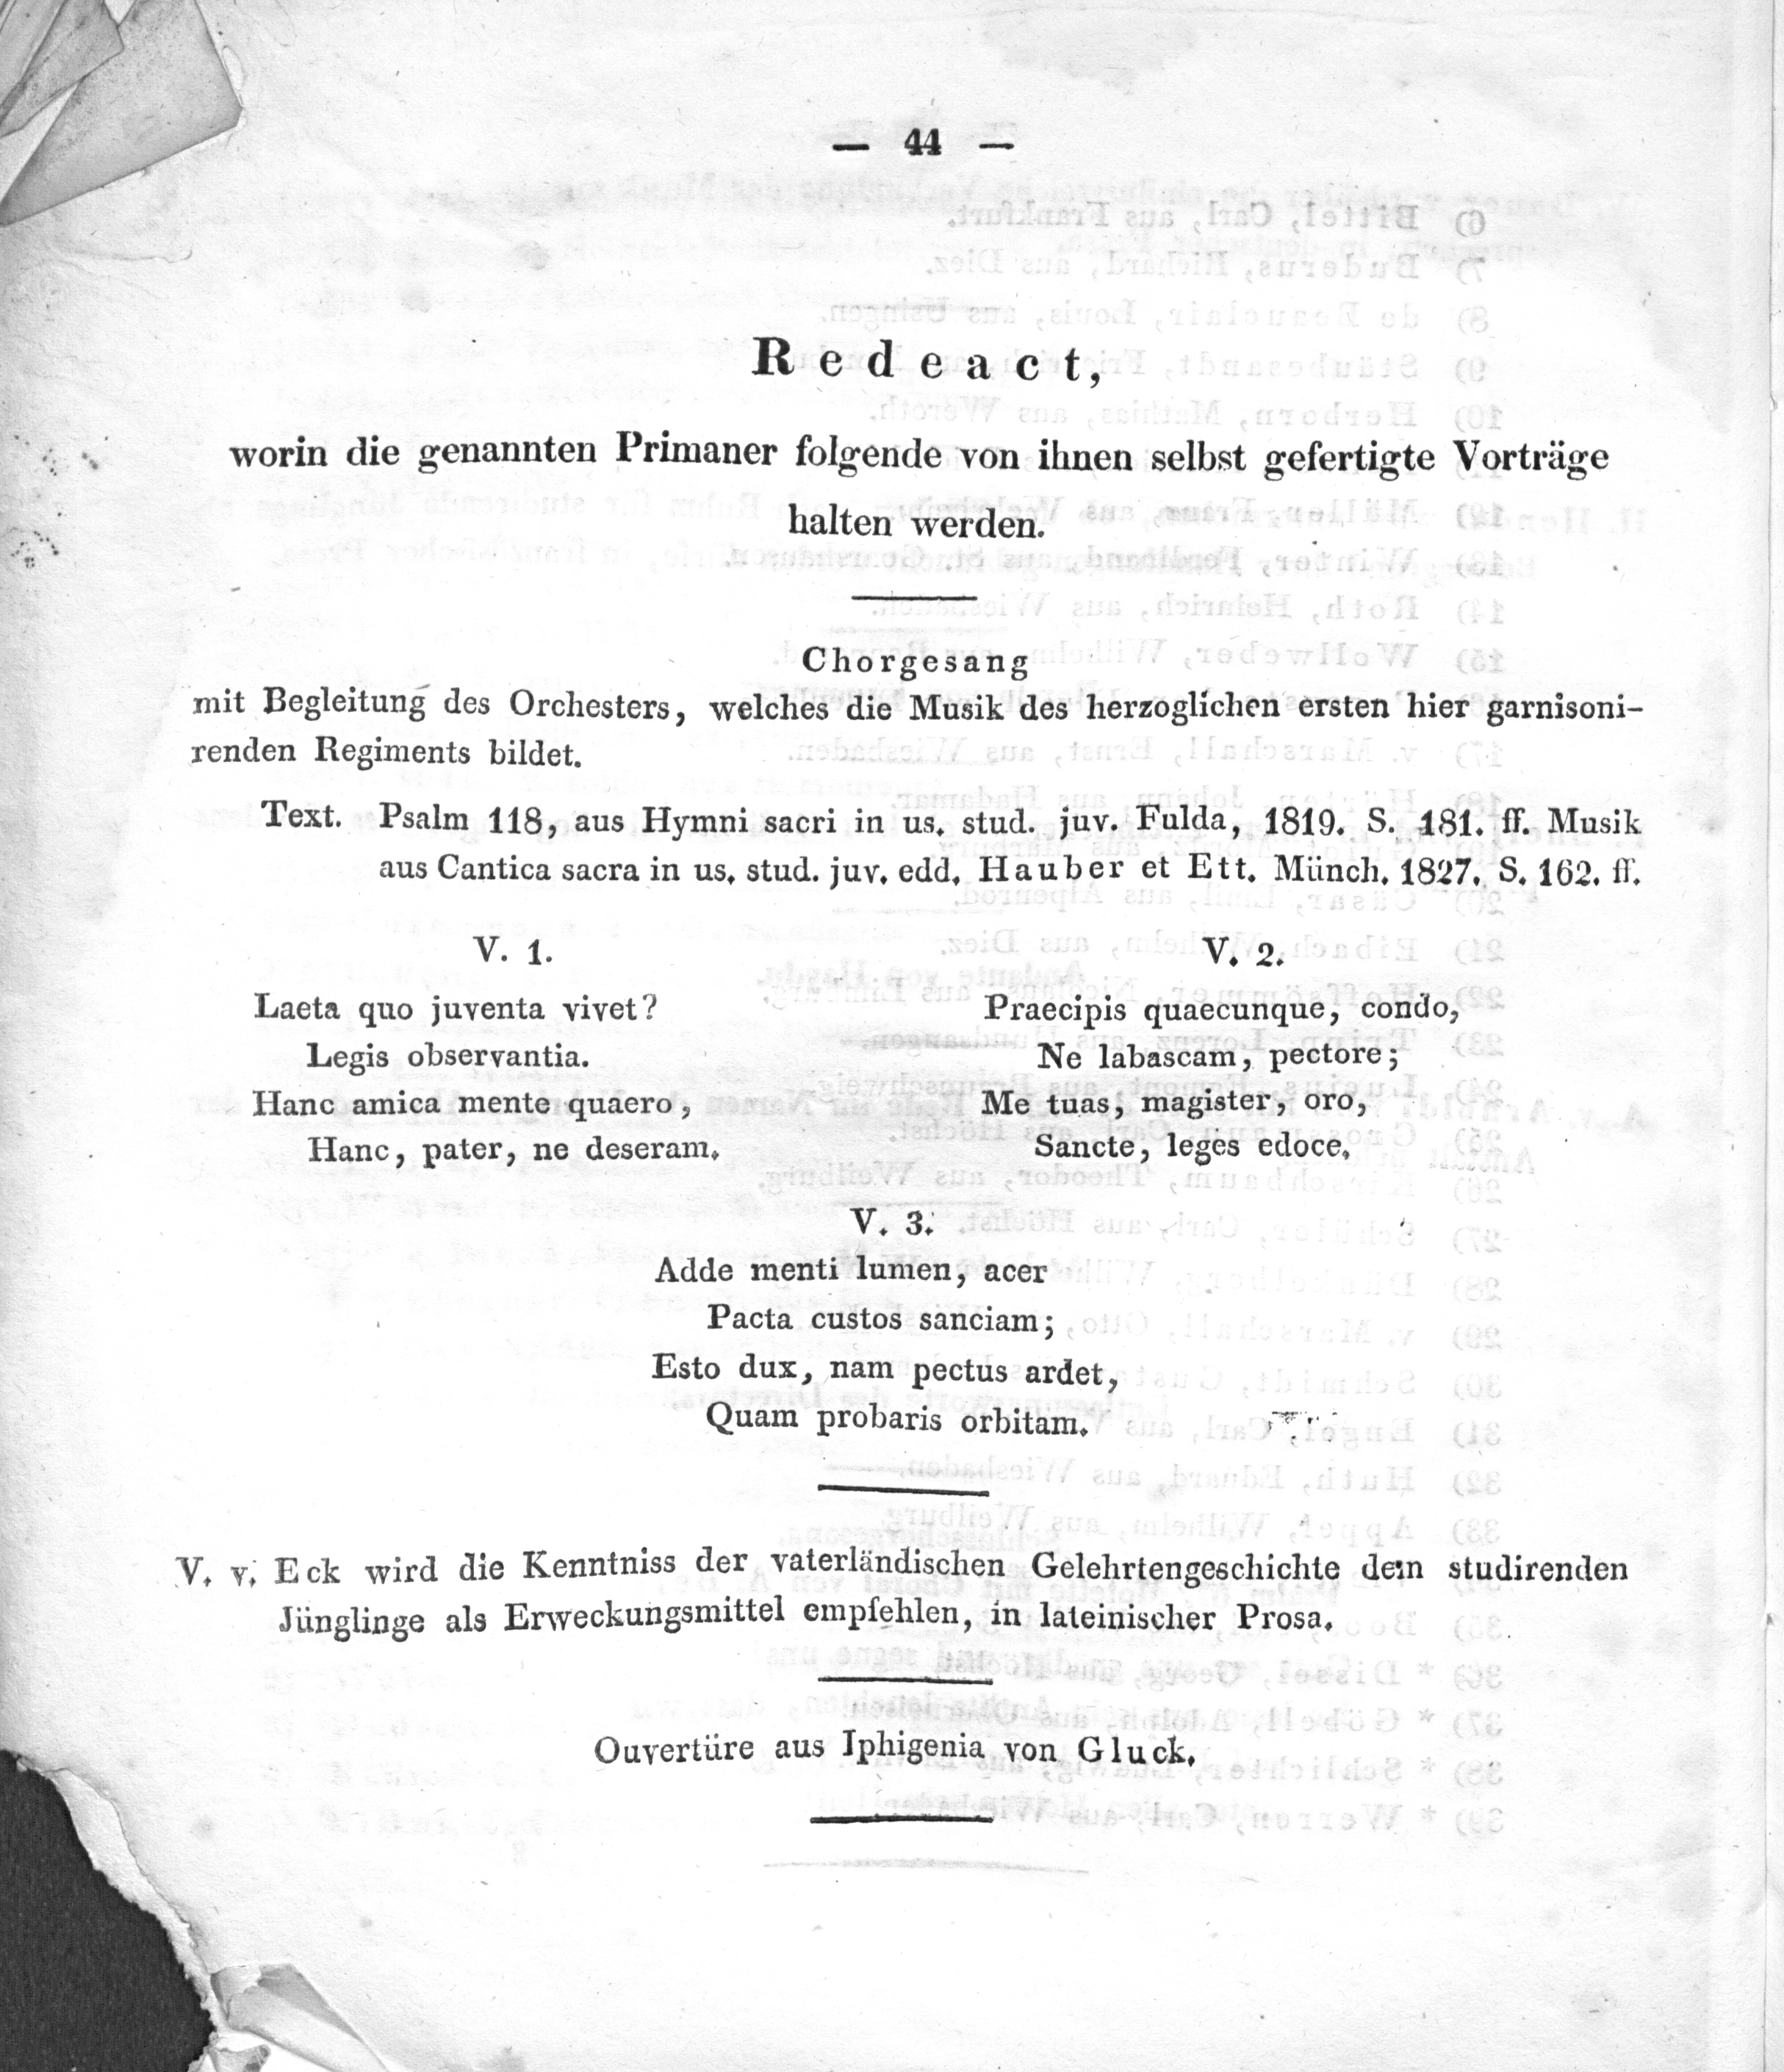 — 44 —
Redeact,
worin die genannten Primaner folgende von ihnen selbst gefertigte Vorträge
halten werden.
Chorgesang
mit Begleitung des Orchesters, welches die Musik des herzoglichen ersten hier garnisoni-
renden Regiments bildet.
Text. Psalm 118, aus Hymni sacri in us. stud. juv. Fulda, 1819. S. 181. ff. Musik
aus Cantica sacra in us. stud. juv. edd. Hauber et Ett. Münch. 1827. S. 162. ff.
V. 1.
Laeta quo juventa vivet?
Legis observantia.
Hanc amica mente quaero,
Hanc, pater, ne deseram.
V. 2.
Praecipis quaecunque, condo,
Ne labascam, pectore;
Me tuas, magister, oro,
Sancte, leges edoce.
V. 3.
Adde menti lumen, acer
Pacta custos sanciam;
Esto dux, nam pectus ardet,
Quam probaris orbitam.
V. v. Eck wird die Kenntniss der vaterländischen Gelehrtengeschichte dem studirenden
Jünglinge als Erweckungsmittel empfehlen, in lateinischer Prosa.
Ouvertüre aus Iphigenia von Gluck.